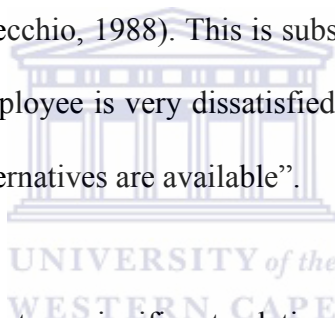 ecchio, 1988). This is subs
ployee is very dissatisfied
ernatives are available”.
UNIVERSITY of the
WESTERN CAPE